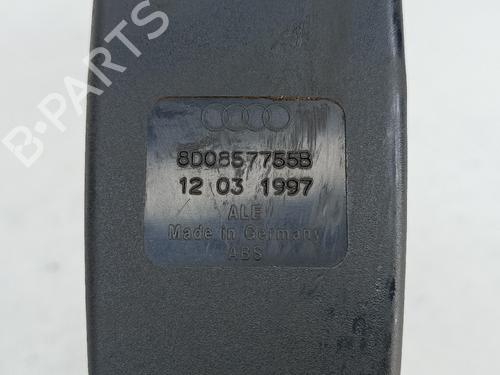 8D0857755B
12 03 1997
ALE
Made in Germany
ABS
B-PARTS